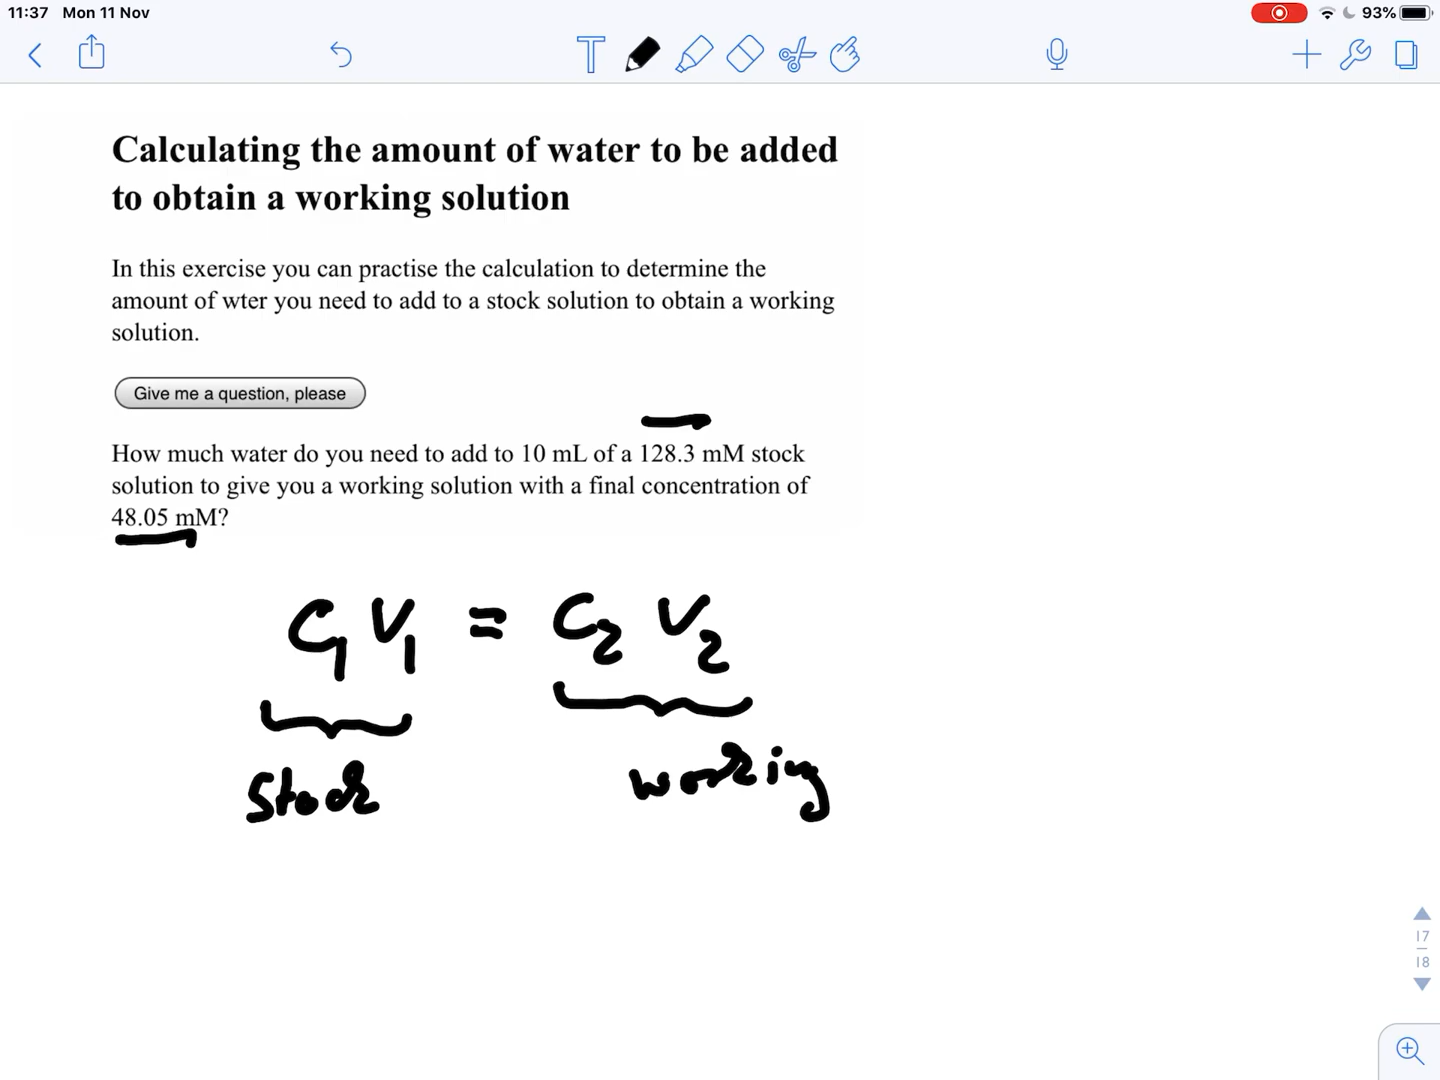 11:37 Mon 11 Nov
93%
T
Calculating the amount of water to be added
to obtain a working solution
In this exercise you can practise the calculation to determine the
amount of wter you need to add to a stock solution to obtain a working
solution.
Give me a question, please
How much water do you need to add to 10 mL of a 128.3 mM stock
solution to give you a working solution with a final concentration of
48.05 mM?
C₁ V₁ = C₂ V₂
Stock working
17
18